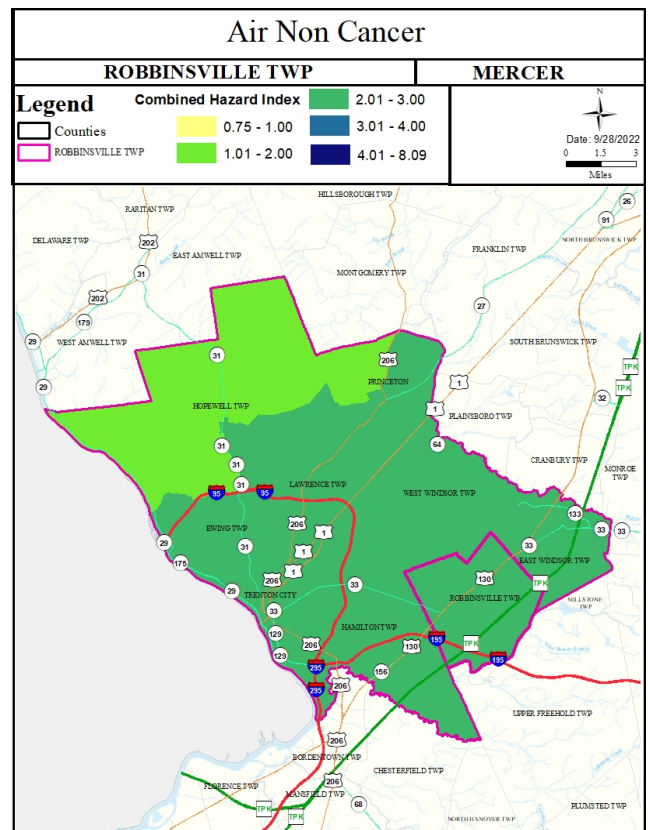 Air Non Cancer
ROBBINSVILLE TWP
MERCER
Legend
Counties
ROBBINSVILLE TWP
Combined Hazard Index
0.75 - 1.00
1.01 - 2.00
2.01 - 3.00
3.01 - 4.00
4.01 - 8.09
N
Date: 9/28/2022
0 1.5 3
Miles
HILLSBOROUGH TWP
26
RARITAN TWP
91
DELAWARE TWP
202
NORTH BRUNSWICK TWP
FRANKLIN TWP
EAST AMWELL TWP
31
MONTGOMERY TWP
202
27
179
29
WEST AMWELL TWP
SOUTH BRUNSWICK TWP
31
206
TPK
29
PRINCETON
1
TPK
32
HOPEWELL TWP
1
PLAINSBORO TWP
31
64
CRANBURY TWP
31
MONROE TWP
31
LAWRENCE TWP
95
95
WEST WINDSOR TWP
133
EWING TWP
206
1
33
33
29
31
1
33
EAST WINDSOR TWP
175
206
1
130
TPK
29
TRENTON CITY
33
ROBBINSVILLE TWP
MILLSTONE TWP
33
129
HAMILTON TWP
195
206
130
TPK
129
295
156
195
295
206
UPPER FREEHOLD TWP
206
BORDENTOWN TWP
CHESTERFIELD TWP
206
FLORENCE TWP
MANSFIELD TWP
68
TPK
TPK
NORTH HANOVER TWP
PLUMSTED TWP